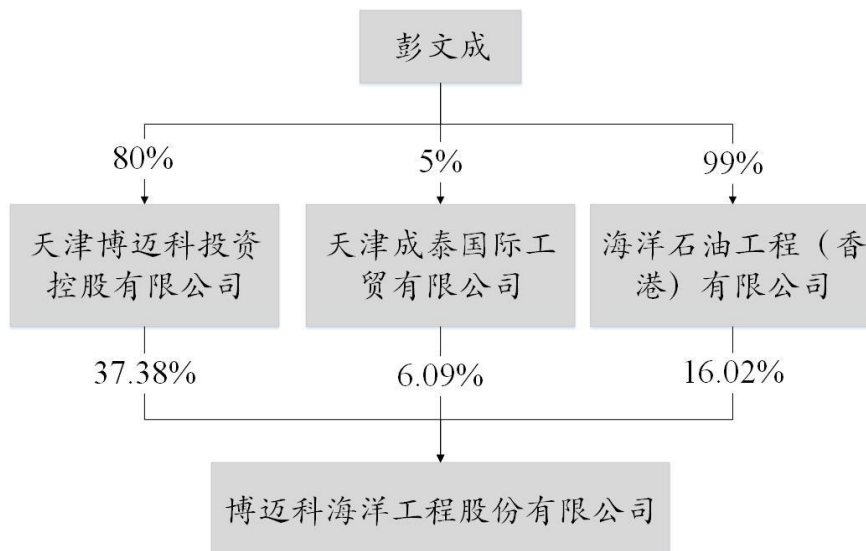 彭文成
80%
5%
99%
天津博迈科投资
控股有限公司
天津成泰国际工
贸有限公司
海洋石油工程（香
港）有限公司
37.38%
6.09%
16.02%
博迈科海洋工程股份有限公司